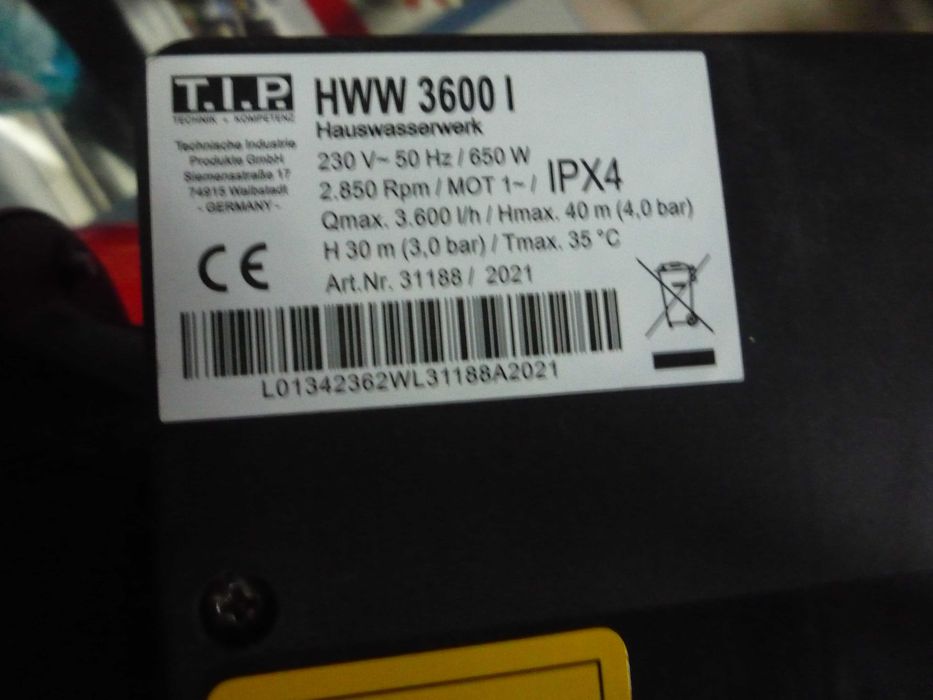 T.I.P.
TECHNIK + KOMPETENZ
Technische Industrie
Produkte GmbH
Siemensstraße 17
74915 Waibstadt
- GERMANY -
HWW 3600 I
Hauswasserwerk
230 V~ 50 Hz / 650 W
2.850 Rpm / MOT 1~ / IPX4
Qmax. 3.600 l/h / Hmax. 40 m (4,0 bar)
H 30 m (3,0 bar) / Tmax. 35 °C
Art.Nr. 31188 / 2021
CE
L01342362WL31188A2021